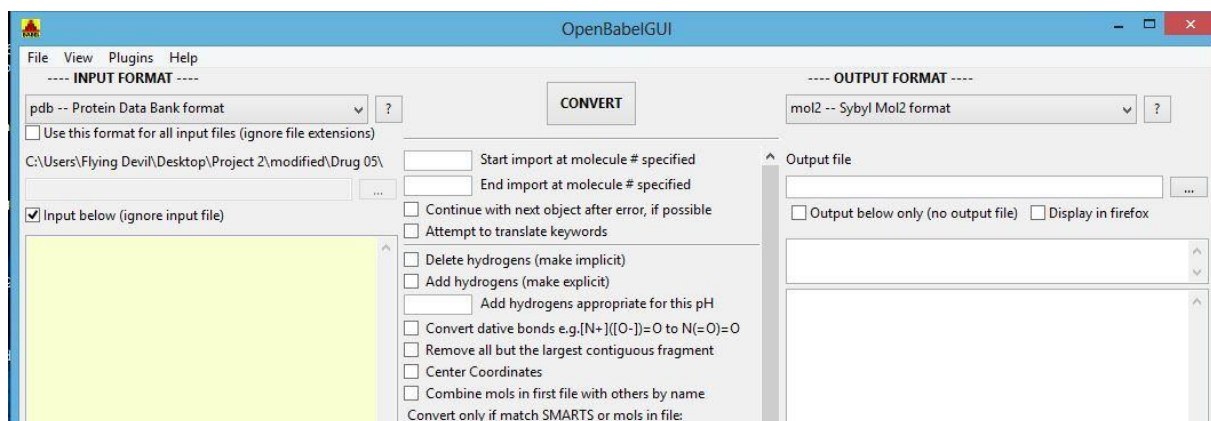 OpenBabelGUI
File View Plugins Help
---- INPUT FORMAT ----
pdb -- Protein Data Bank format
?
Use this format for all input files (ignore file extensions)
C:\Users\Flying Devil\Desktop\Project 2\modified\Drug 05\
...
Input below (ignore input file)
CONVERT
Start import at molecule # specified
End import at molecule # specified
Continue with next object after error, if possible
Attempt to translate keywords
Delete hydrogens (make implicit)
Add hydrogens (make explicit)
Add hydrogens appropriate for this pH
Convert dative bonds e.g.[N+]([O-])=O to N(=O)=O
Remove all but the largest contiguous fragment
Center Coordinates
Combine mols in first file with others by name
Convert only if match SMARTS or mols in file:
---- OUTPUT FORMAT ----
mol2 -- Sybyl Mol2 format
?
Output file
...
Output below only (no output file) Display in firefox